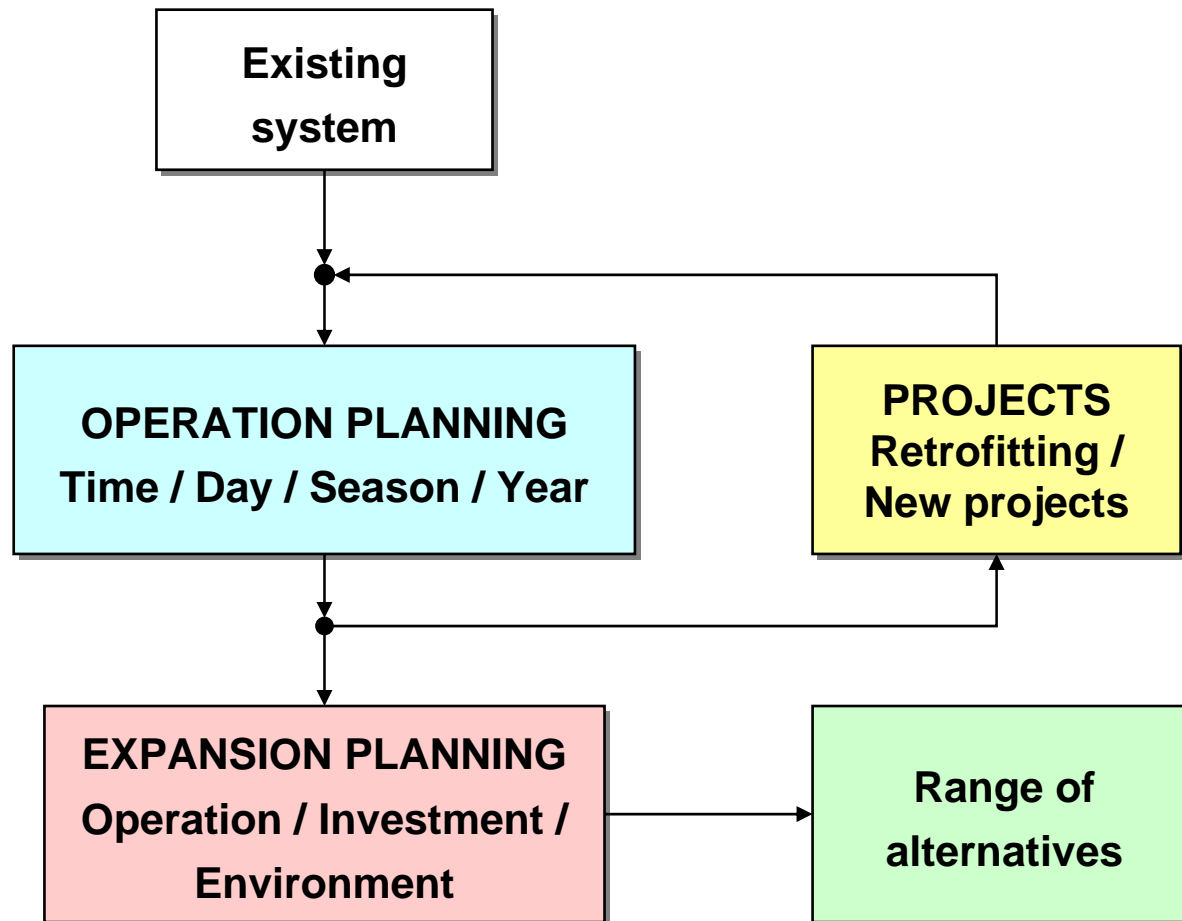 Existing
system
OPERATION PLANNING
Time / Day / Season / Year
PROJECTS
Retrofitting /
New projects
EXPANSION PLANNING
Operation / Investment /
Environment
Range of
alternatives